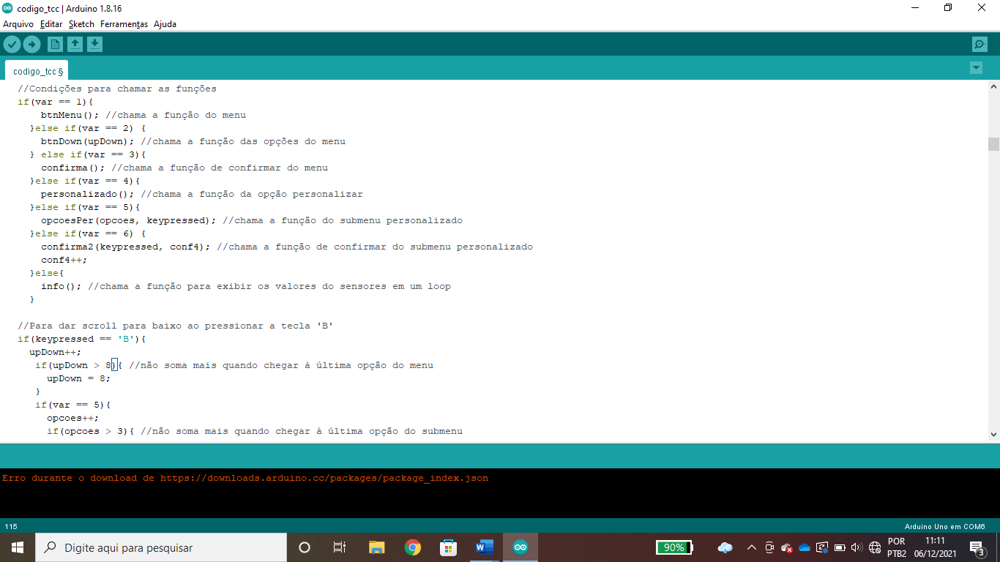 codigo_tcc | Arduino 1.8.16
Arquivo Editar Sketch Ferramentas Ajuda
codigo_tcc §
//Condições para chamar as funções
if(var == 1){
btnMenu(); //chama a função do menu
}else if(var == 2) {
btnDown(upDown); //chama a função das opções do menu
} else if(var == 3){
confirma(); //chama a função de confirmar do menu
}else if(var == 4){
personalizado(); //chama a função da opção personalizar
}else if(var == 5){
opcoesPer(opcoes, keypressed); //chama a função do submenu personalizado
}else if(var == 6) {
confirma2(keypressed, conf4); //chama a função de confirmar do submenu personalizado
conf4++;
}else{
info(); //chama a função para exibir os valores do sensores em um loop
}
//Para dar scroll para baixo ao pressionar a tecla 'B'
if(keypressed == 'B'){
upDown++;
if(upDown > 8){ //não soma mais quando chegar à última opção do menu
upDown = 8;
}
if(var == 5){
opcoes++;
if(opcoes > 3){ //não soma mais quando chegar à última opção do submenu
Erro durante o download de https://downloads.arduino.cc/packages/package_index.json
115
Arduino Uno em COM6
Digite aqui para pesquisar
90%
POR
PTB2
11:11
06/12/2021
3